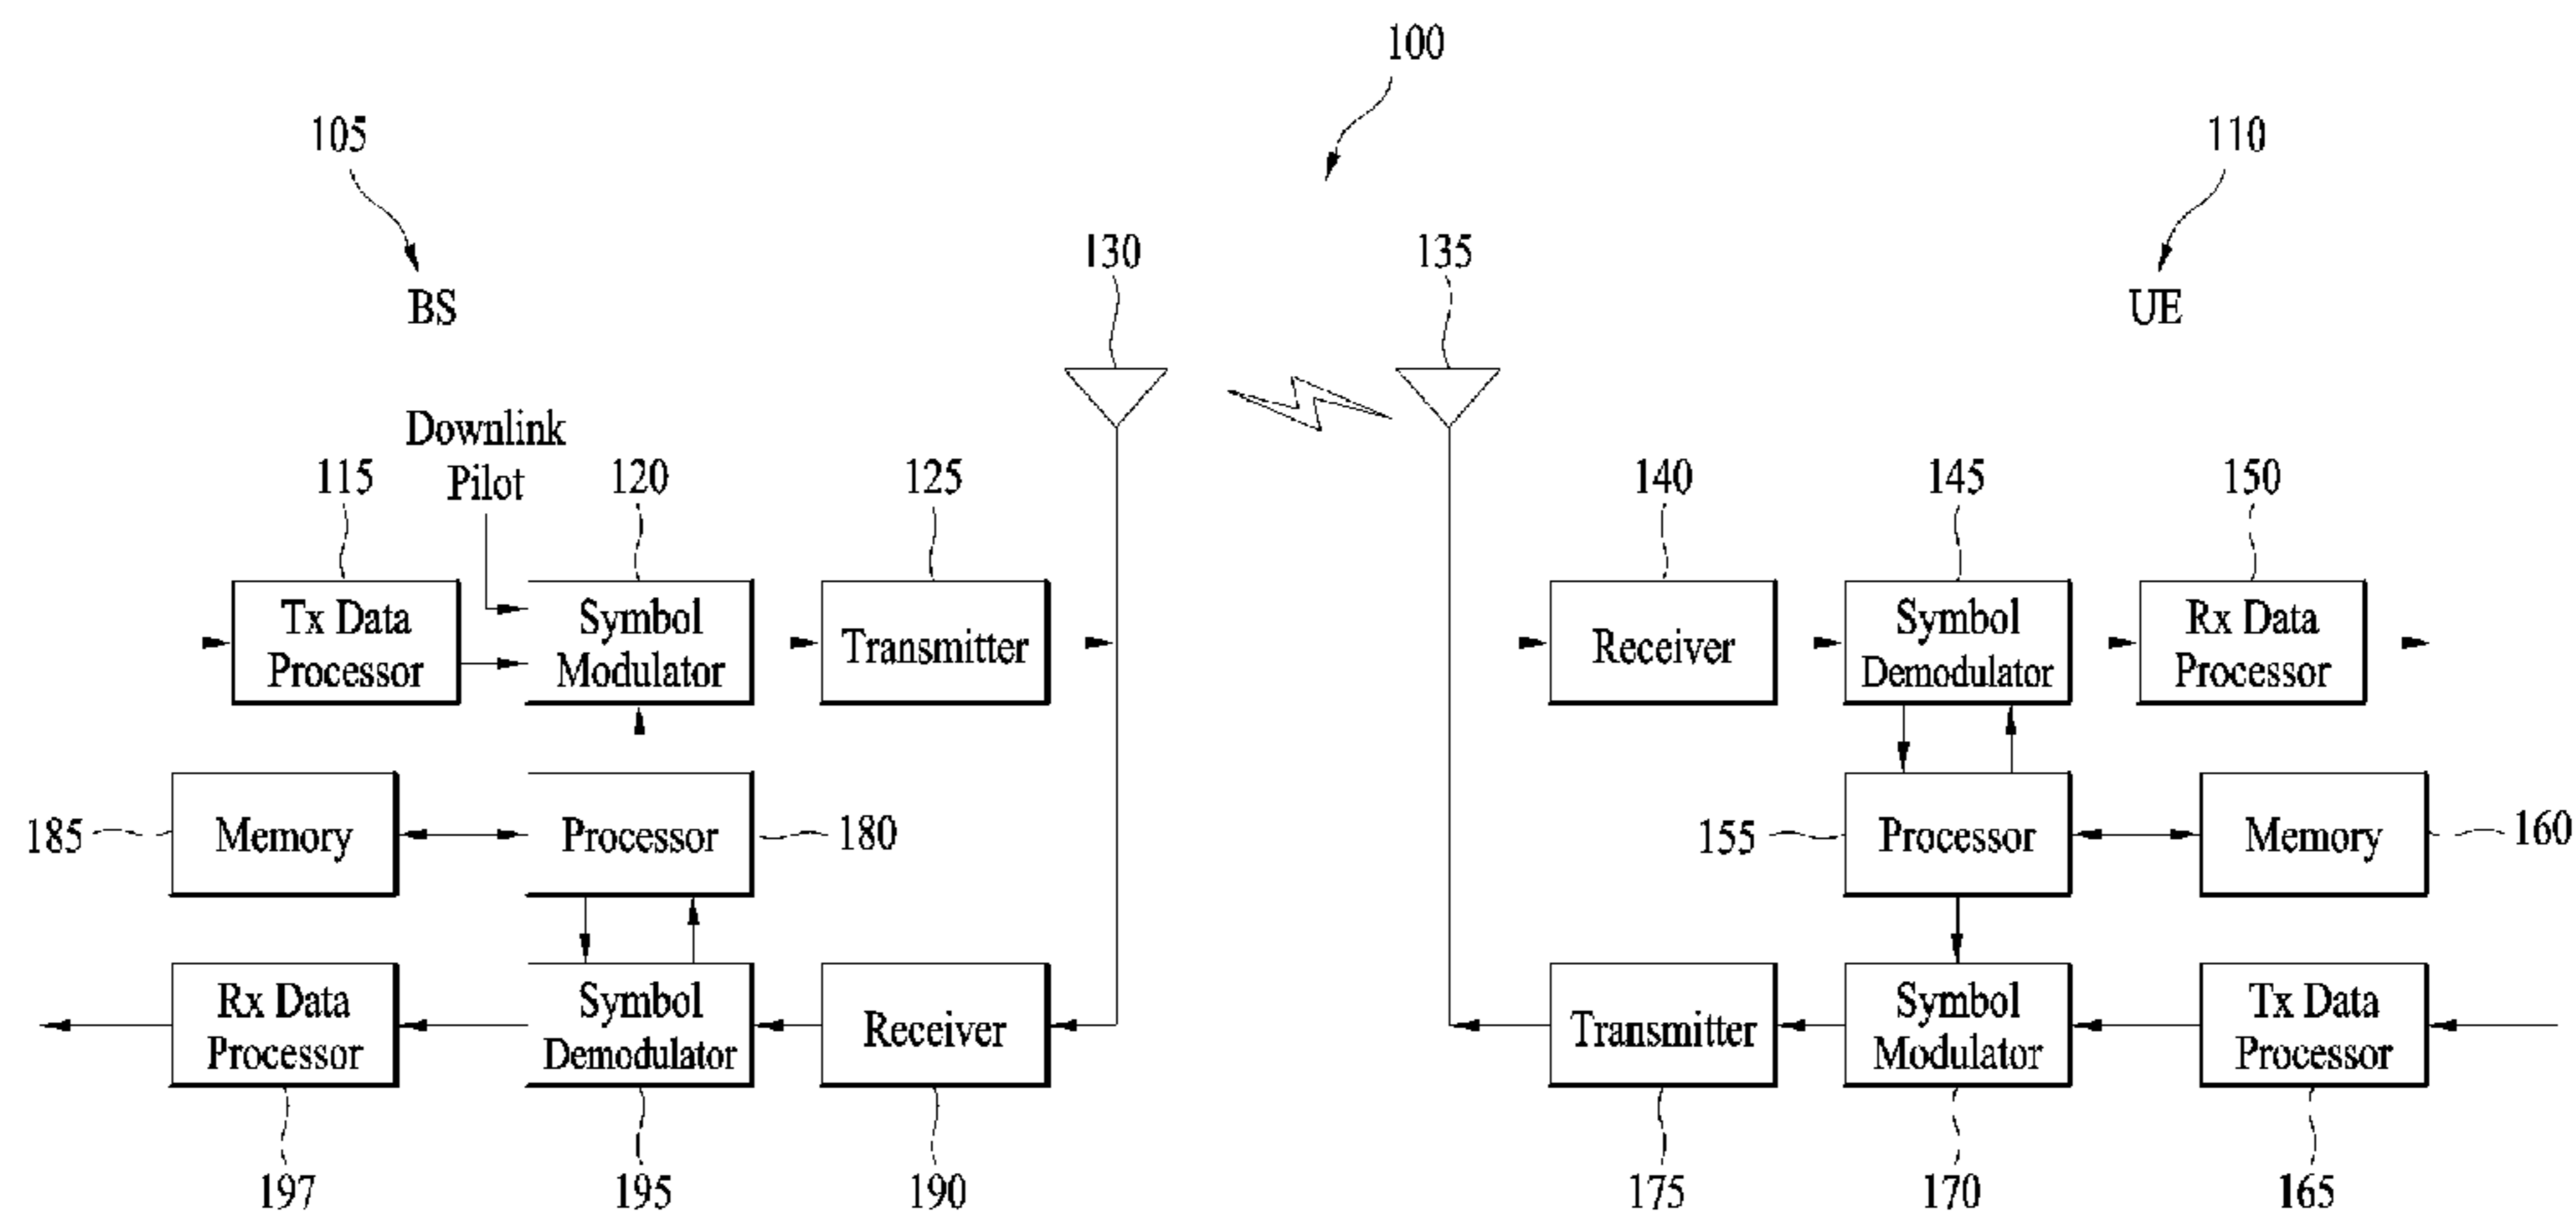 100
105
110
130
135
BS
UE
Downlink
Pilot
115
120
125
140
145
150
Tx Data
Processor
Symbol
Modulator
Transmitter
Receiver
Symbol
Demodulator
Rx Data
Processor
185
Memory
Processor
180
155
Processor
Memory
160
Rx Data
Processor
Symbol
Demodulator
Receiver
Transmitter
Symbol
Modulator
Tx Data
Processor
197
195
190
175
170
165